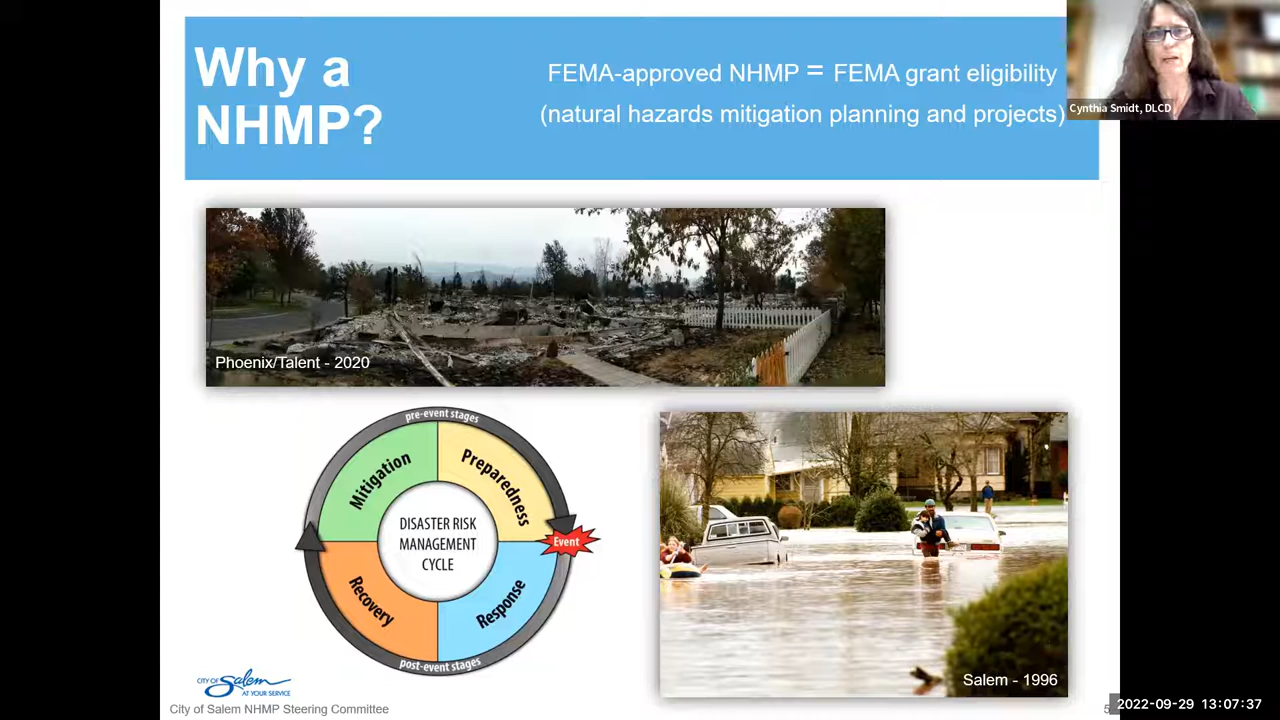 Why a
NHMP?
FEMA-approved NHMP = FEMA grant eligibility
(natural hazards mitigation planning and projects)
Cynthia Smidt, DLCD
Phoenix/Talent - 2020
pre-event stages
Mitigation
Preparedness
DISASTER RISK
MANAGEMENT
CYCLE
Event
Recovery
Response
post-event stages
Salem - 1996
CITY OF Salem
AT YOUR SERVICE
City of Salem NHMP Steering Committee
5
2022-09-29 13:07:37